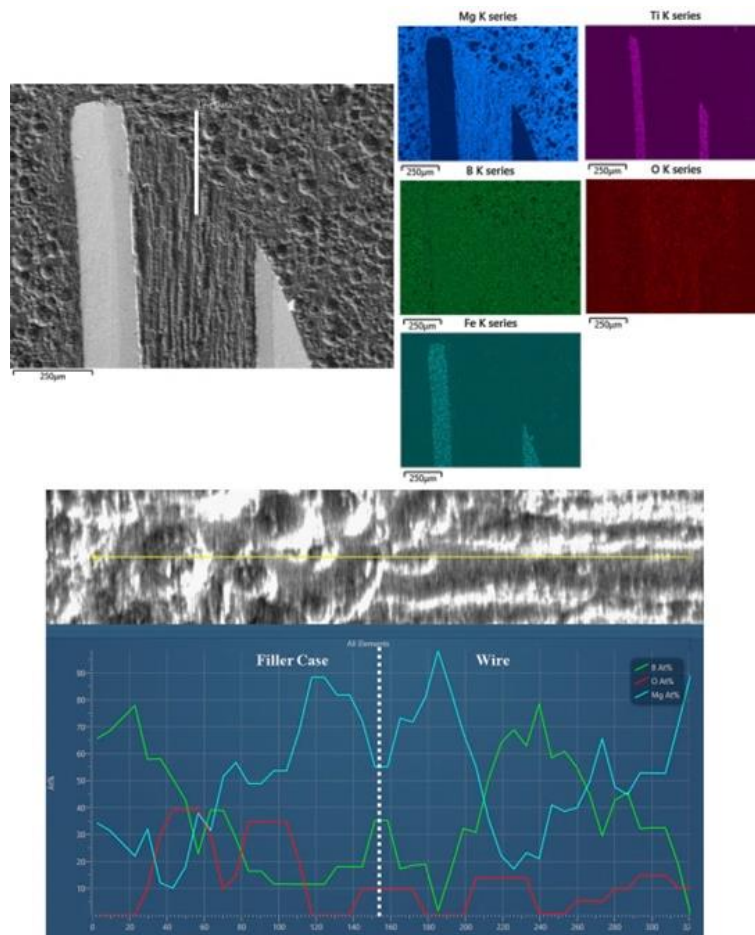 Mg K series
Ti K series
250µm
250µm
B K series
O K series
250µm
250µm
Fe K series
250µm
250µm
All Elements
Filler Case
Wire
B At%
O At%
Mg At%
At%
90
80
70
60
50
40
30
20
10
0 20 40 60 80 100 120 140 160 180 200 220 240 260 280 300